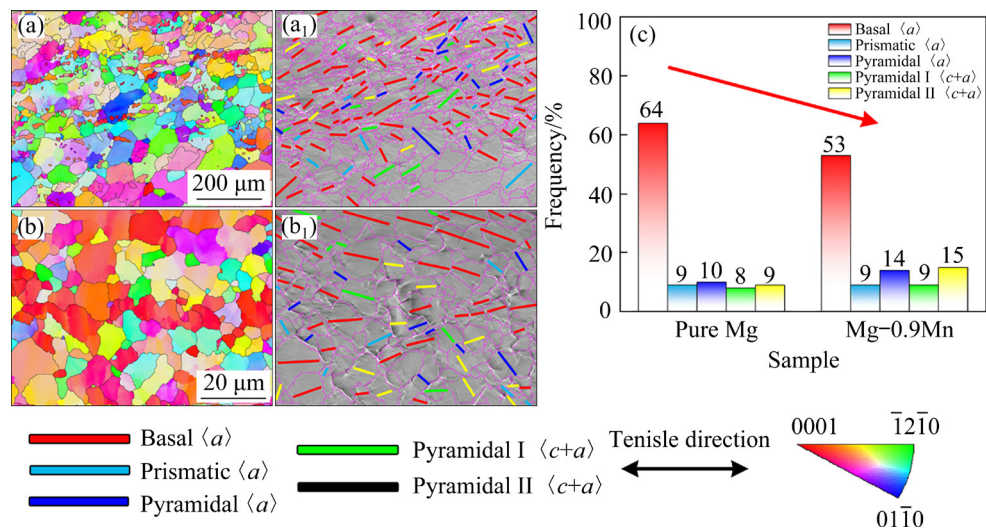 (a)
200 μm
(a₁)
(b)
20 μm
(b₁)
(c)
Frequency/%
100
80
60
40
20
0
Basal ⟨a⟩
Prismatic ⟨a⟩
Pyramidal ⟨a⟩
Pyramidal I ⟨c+a⟩
Pyramidal II ⟨c+a⟩
64
9
10
8
9
53
9
14
9
15
Pure Mg
Mg−0.9Mn
Sample
Basal ⟨a⟩
Prismatic ⟨a⟩
Pyramidal ⟨a⟩
Pyramidal I ⟨c+a⟩
Pyramidal II ⟨c+a⟩
Tenisle direction
0001
1̅21̅0
011̅0